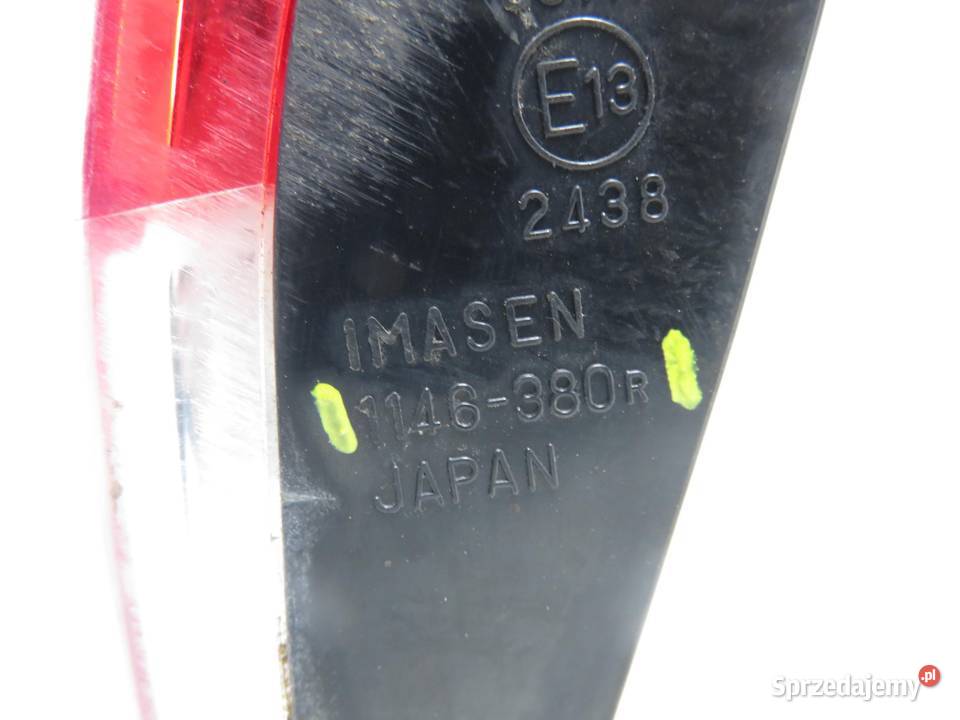 E13
2438
IMASEN
1146-380R
JAPAN
Sprzedajemy.pl